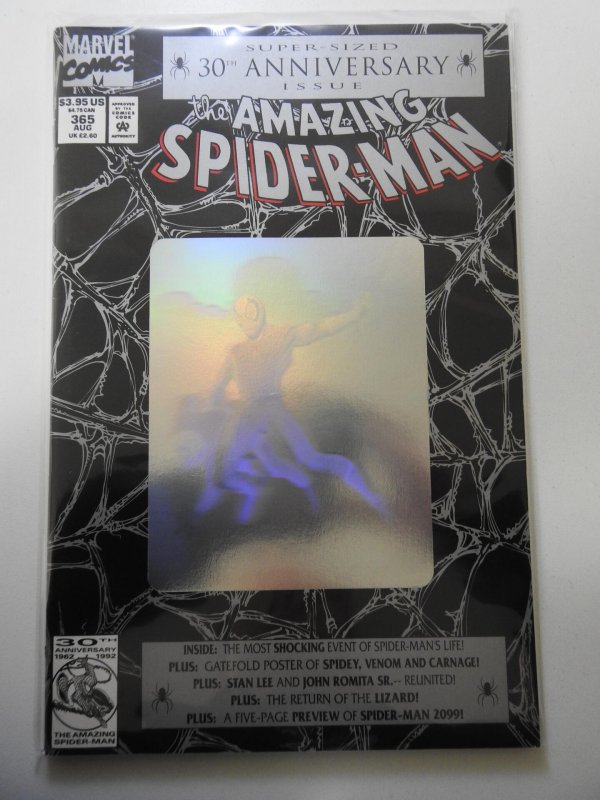 MARVEL
COMICS
M
$3.95 US
$4.75 CAN
365
AUG
UK £2.60
APPROVED
BY THE
COMICS
CODE
CA
AUTHORITY
SUPER-SIZED
30TH ANNIVERSARY
ISSUE
the AMAZING
SPIDER-MAN
INSIDE: THE MOST SHOCKING EVENT OF SPIDER-MAN'S LIFE!
PLUS: GATEFOLD POSTER OF SPIDEY, VENOM AND CARNAGE!
PLUS: STAN LEE AND JOHN ROMITA SR.-- REUNITED!
PLUS: THE RETURN OF THE LIZARD!
PLUS: A FIVE-PAGE PREVIEW OF SPIDER-MAN 2099!
30TH
ANNIVERSARY
1962 1992
THE AMAZING
SPIDER-MAN